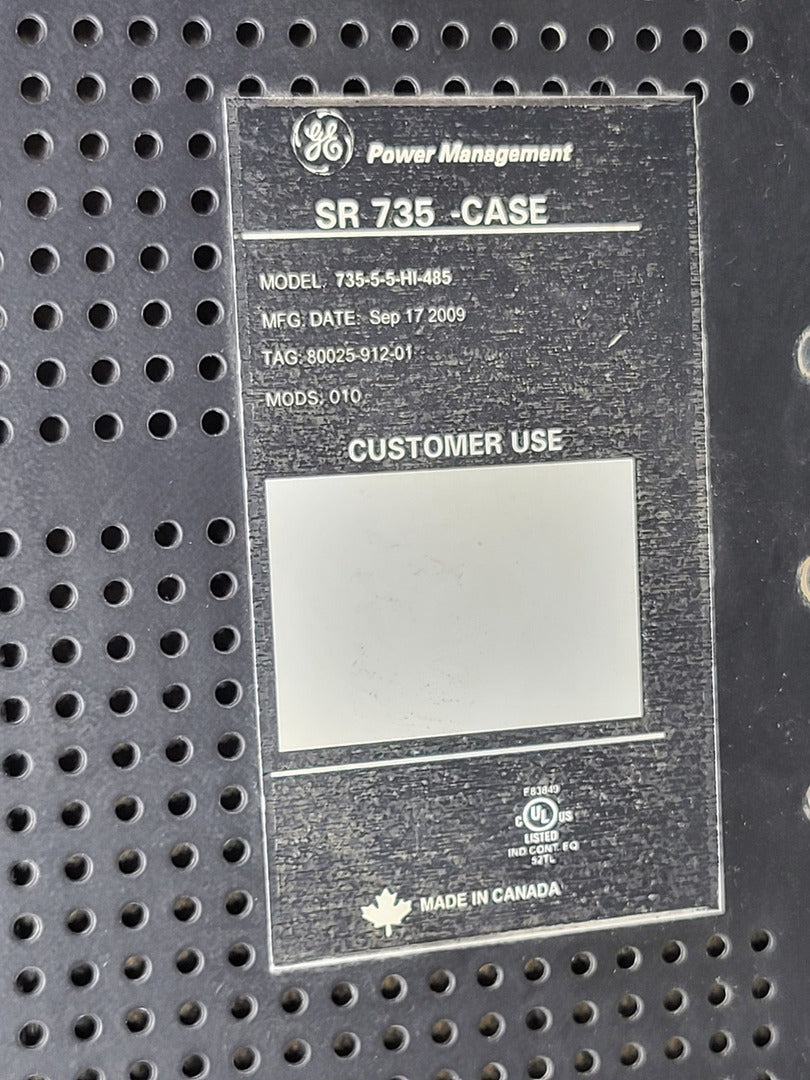 GE Power Management
SR 735 -CASE
MODEL, 735-5-5-HI-485
MFG. DATE: Sep 17 2009
TAG: 80025-912-01
MODS: 010
CUSTOMER USE
E83849
C UL US
LISTED
IND CONT. EQ
52TL
MADE IN CANADA